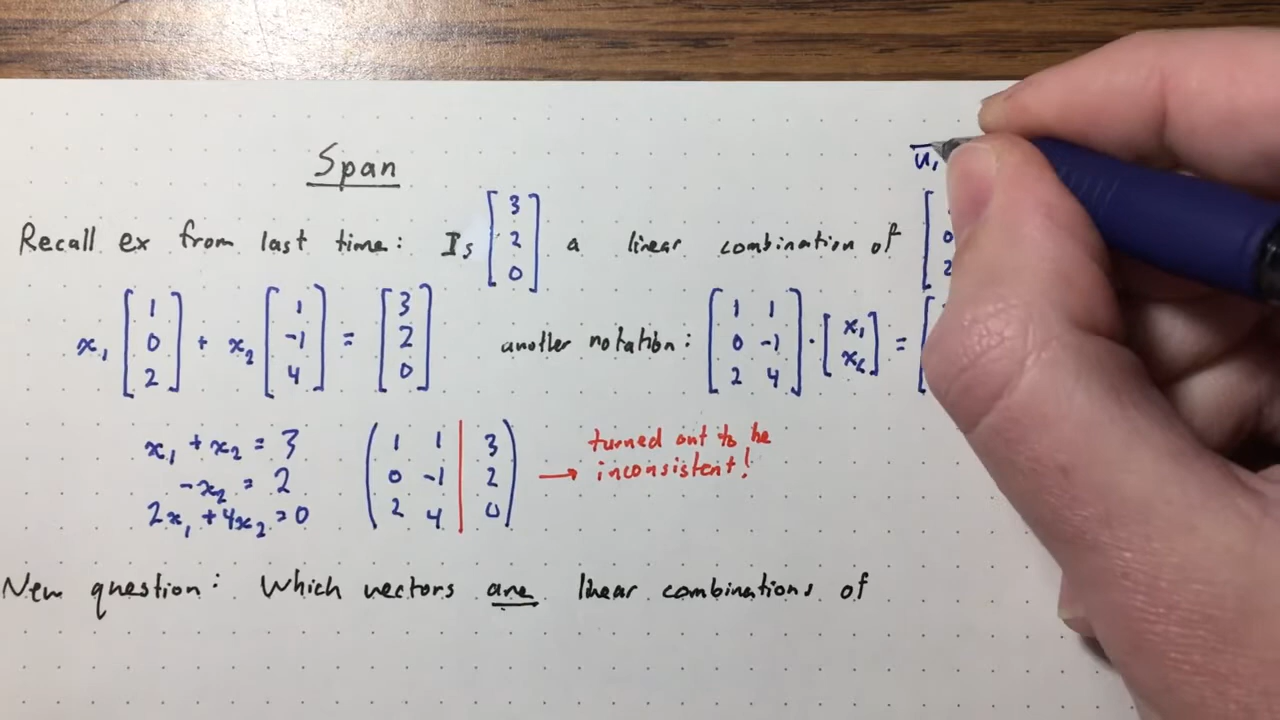 Span
u₁
Recall ex from last time: Is [3 2 0] a linear combination of [ 0 2
x₁ [1 0 2] + x₂ [1 -1 4] = [3 2 0]
another notation: [1 1; 0 -1; 2 4] · [x₁ x₂] = [
x₁ + x₂ = 3
-x₂ = 2
2x₁ + 4x₂ = 0
( 1 1 | 3
0 -1 | 2
2 4 | 0 )
→ turned out to be
inconsistent!
New question: Which vectors are linear combinations of